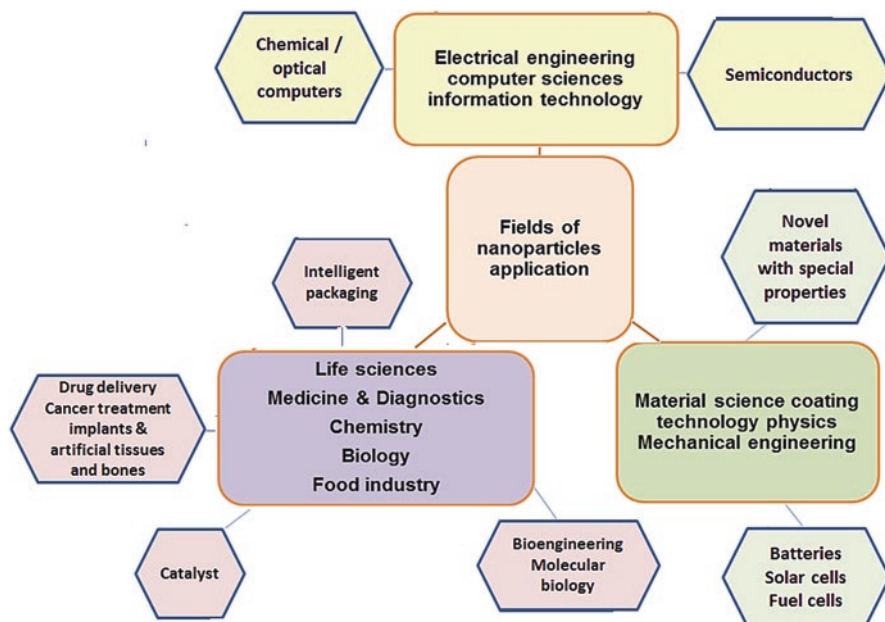 Chemical /
optical
computers
Electrical engineering
computer sciences
information technology
Semiconductors
Fields of
nanoparticles
application
Novel
materials
with special
properties
Intelligent
packaging
Life sciences
Medicine & Diagnostics
Chemistry
Biology
Food industry
Drug delivery
Cancer treatment
implants &
artificial tissues
and bones
Material science coating
technology physics
Mechanical engineering
Catalyst
Bioengineering
Molecular
biology
Batteries
Solar cells
Fuel cells